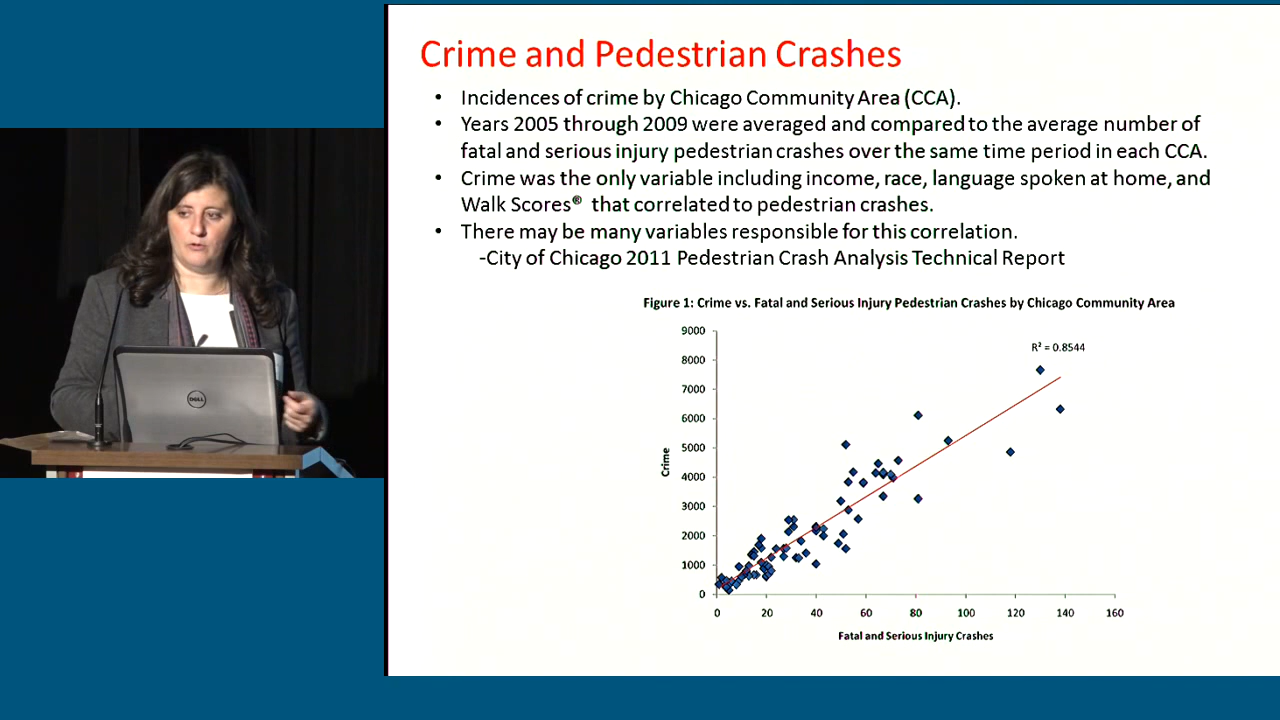 Crime and Pedestrian Crashes
• Incidences of crime by Chicago Community Area (CCA).
• Years 2005 through 2009 were averaged and compared to the average number of
fatal and serious injury pedestrian crashes over the same time period in each CCA.
• Crime was the only variable including income, race, language spoken at home, and
Walk Scores® that correlated to pedestrian crashes.
• There may be many variables responsible for this correlation.
-City of Chicago 2011 Pedestrian Crash Analysis Technical Report
Figure 1: Crime vs. Fatal and Serious Injury Pedestrian Crashes by Chicago Community Area
R² = 0.8544
Crime
9000
8000
7000
6000
5000
4000
3000
2000
1000
0
0 20 40 60 80 100 120 140 160
Fatal and Serious Injury Crashes
DELL